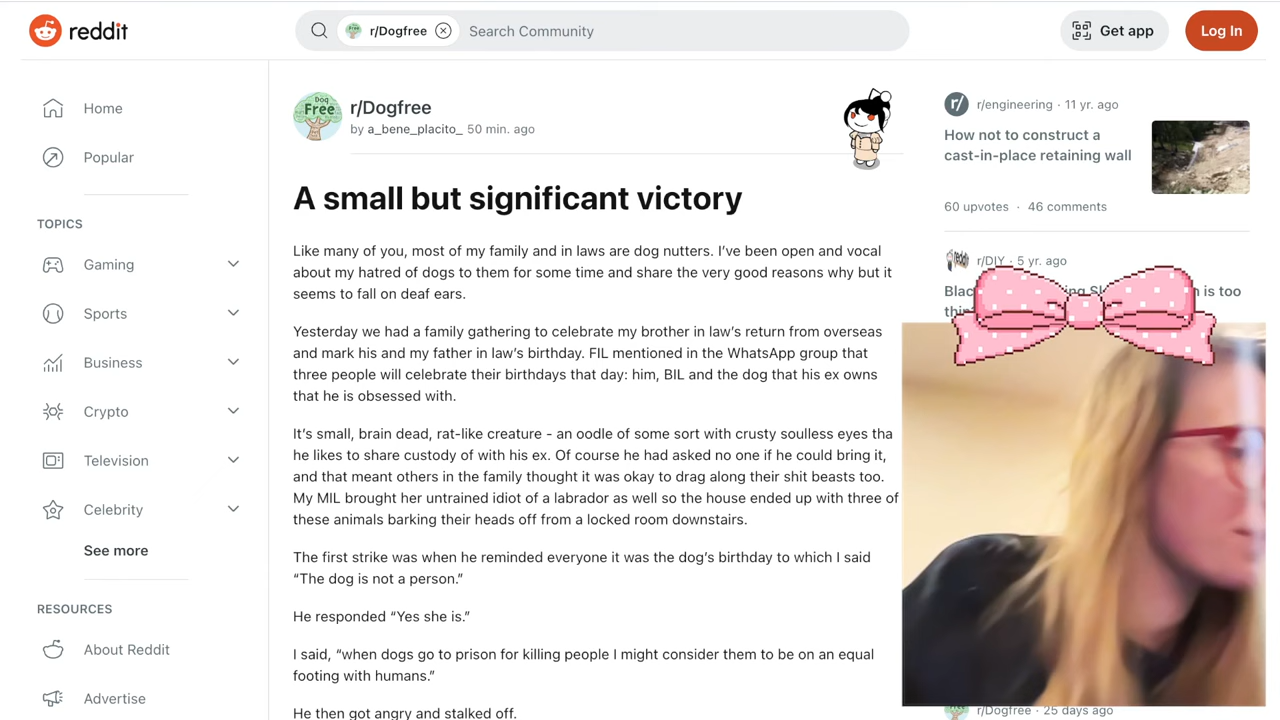 reddit
r/Dogfree
Search Community
Get app
Log In
Home
Popular
TOPICS
Gaming
Sports
Business
Crypto
Television
Celebrity
See more
RESOURCES
About Reddit
Advertise
Dog
Free
r/Dogfree
by a_bene_placito_ 50 min. ago
A small but significant victory
Like many of you, most of my family and in laws are dog nutters. I’ve been open and vocal
about my hatred of dogs to them for some time and share the very good reasons why but it
seems to fall on deaf ears.
Yesterday we had a family gathering to celebrate my brother in law’s return from overseas
and mark his and my father in law’s birthday. FIL mentioned in the WhatsApp group that
three people will celebrate their birthdays that day: him, BIL and the dog that his ex owns
that he is obsessed with.
It’s small, brain dead, rat-like creature - an oodle of some sort with crusty soulless eyes tha
he likes to share custody of with his ex. Of course he had asked no one if he could bring it,
and that meant others in the family thought it was okay to drag along their shit beasts too.
My MIL brought her untrained idiot of a labrador as well so the house ended up with three of
these animals barking their heads off from a locked room downstairs.
The first strike was when he reminded everyone it was the dog’s birthday to which I said
“The dog is not a person.”
He responded “Yes she is.”
I said, “when dogs go to prison for killing people I might consider them to be on an equal
footing with humans.”
He then got angry and stalked off.
r/
r/engineering · 11 yr. ago
How not to construct a
cast-in-place retaining wall
60 upvotes · 46 comments
r/DIY · 5 yr. ago
is too
r/Dogfree · 25 days ago